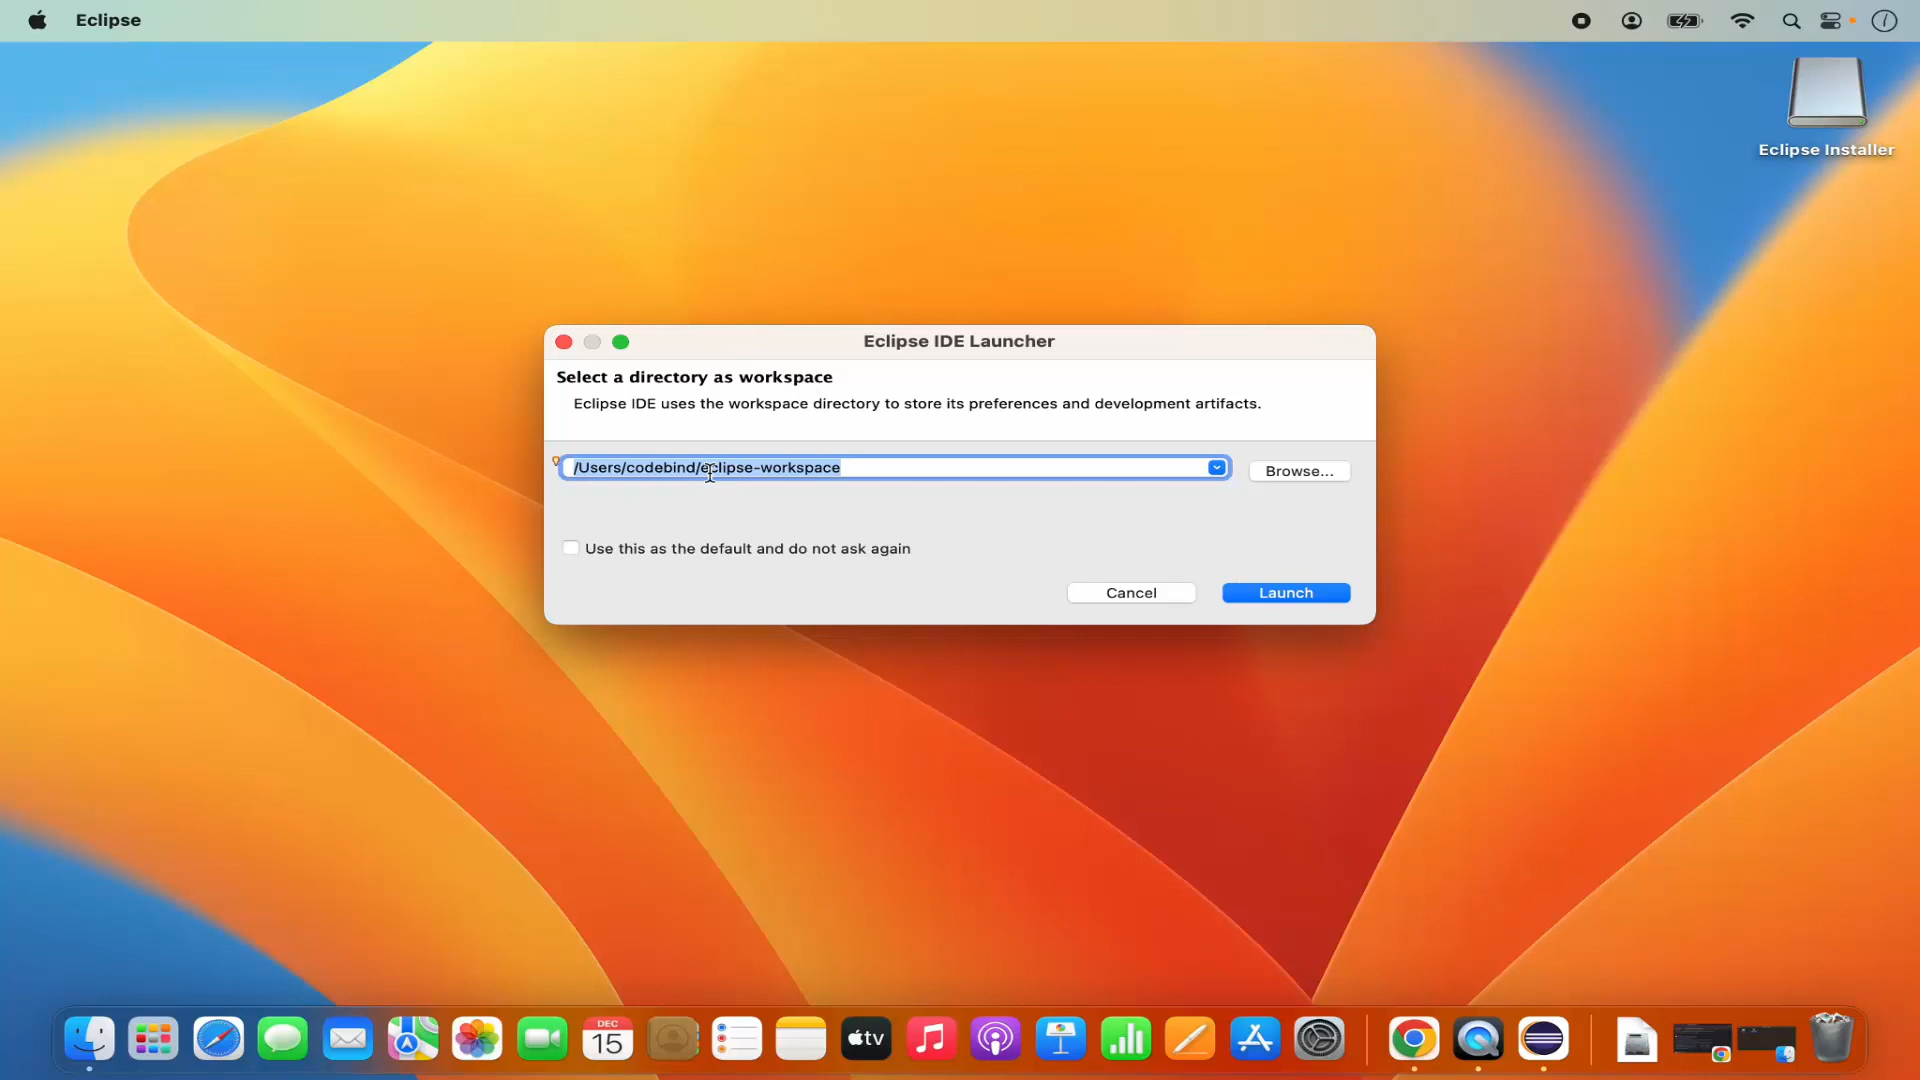 Eclipse
Eclipse Installer
Eclipse IDE Launcher
Select a directory as workspace
Eclipse IDE uses the workspace directory to store its preferences and development artifacts.
/Users/codebind/eclipse-workspace
Browse...
Use this as the default and do not ask again
Cancel
Launch
DEC
15
tv